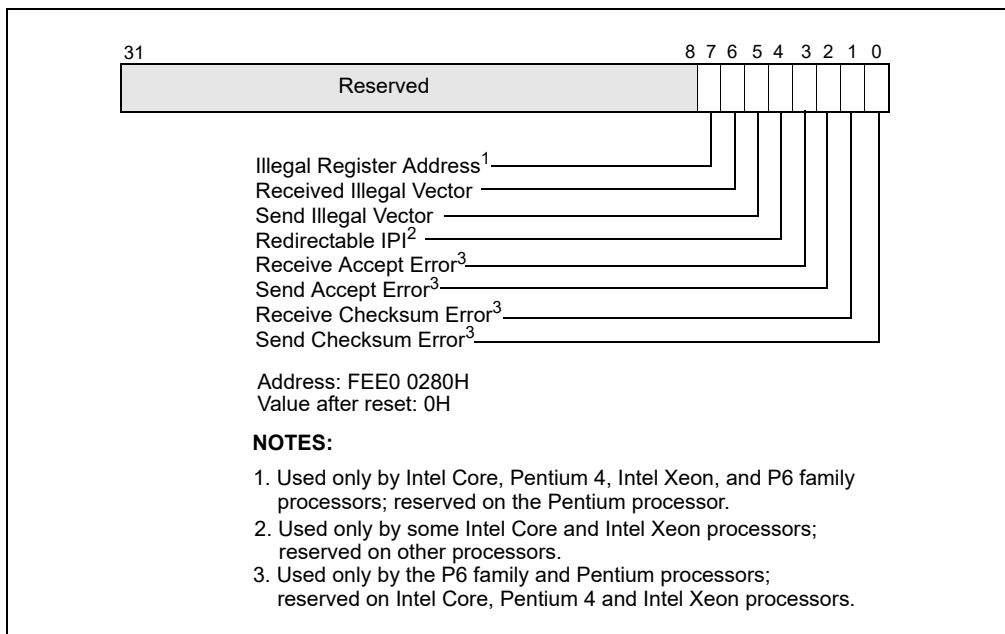 31 8 7 6 5 4 3 2 1 0
Reserved
Illegal Register Address1
Received Illegal Vector
Send Illegal Vector
Redirectable IPI2
Receive Accept Error3
Send Accept Error3
Receive Checksum Error3
Send Checksum Error3
Address: FEE0 0280H
Value after reset: 0H
NOTES:
1. Used only by Intel Core, Pentium 4, Intel Xeon, and P6 family
processors; reserved on the Pentium processor.
2. Used only by some Intel Core and Intel Xeon processors;
reserved on other processors.
3. Used only by the P6 family and Pentium processors;
reserved on Intel Core, Pentium 4 and Intel Xeon processors.